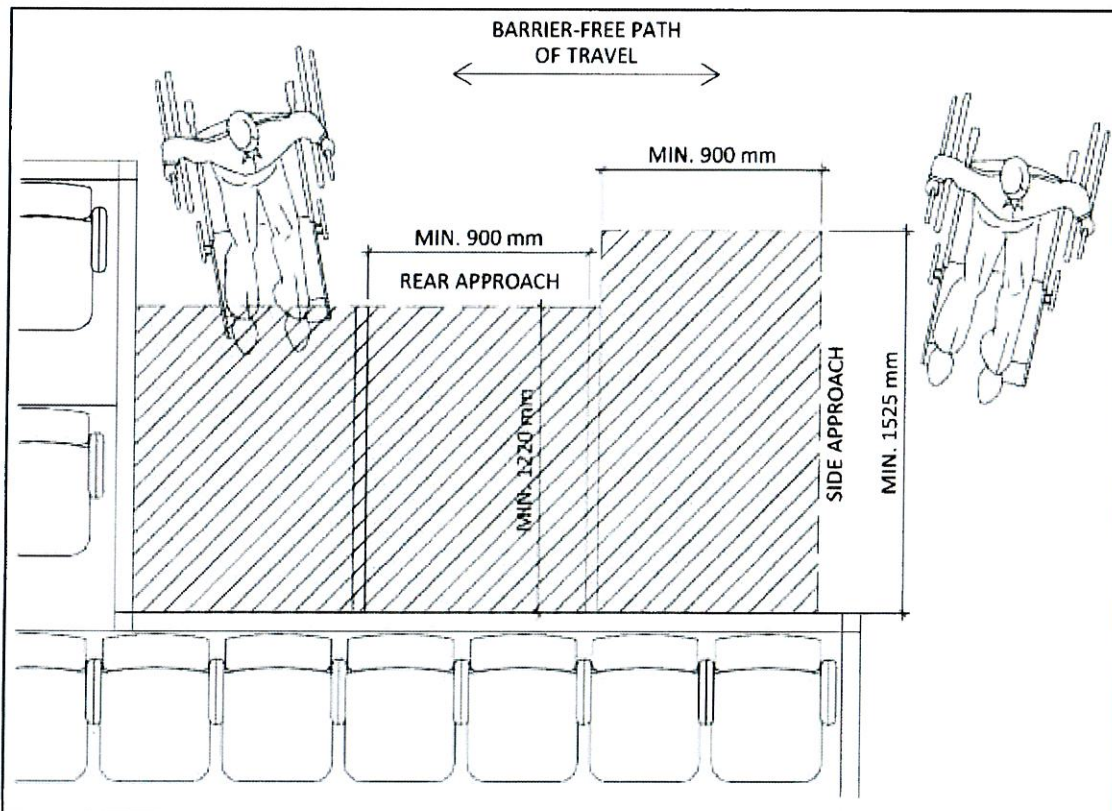 BARRIER-FREE PATH
OF TRAVEL
MIN. 900 mm
MIN. 900 mm
REAR APPROACH
MIN. 1220 mm
SIDE APPROACH
MIN. 1525 mm